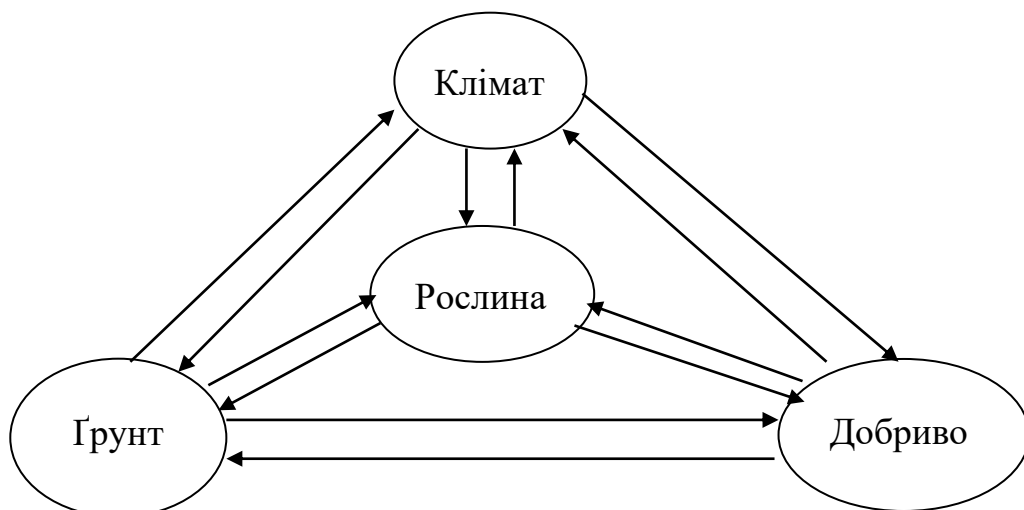 Клімат
Рослина
Ґрунт
Добриво